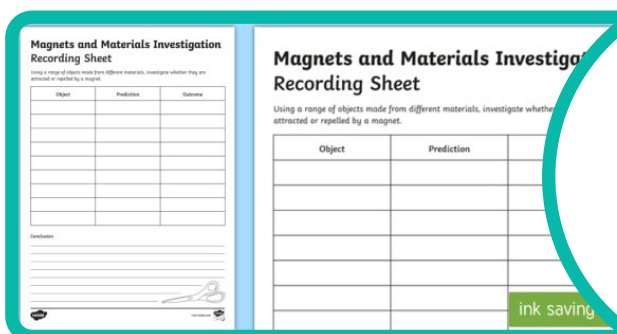 Magnets and Materials Investigation
Recording Sheet
Using a range of objects made from different materials, investigate whether they are
attracted or repelled by a magnet.
Object Prediction Outcome
Conclusion:
Magnets and Materials Investigat
Recording Sheet
Using a range of objects made from different materials, investigate whether
attracted or repelled by a magnet.
Object Prediction
ink saving